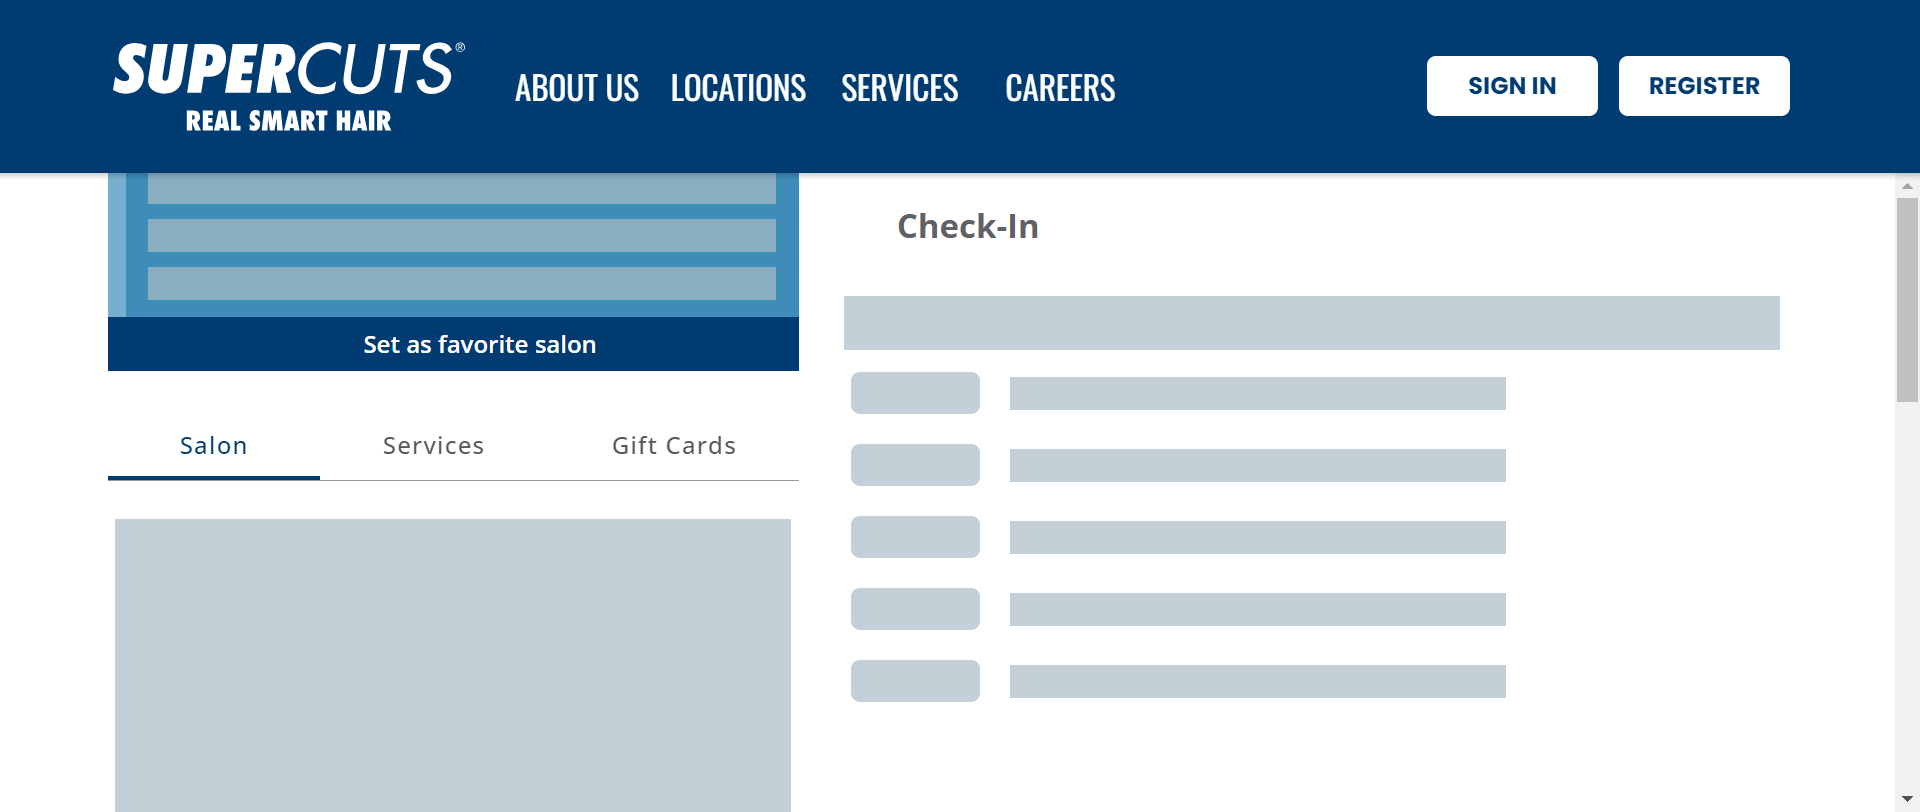 SUPERCUTS®
REAL SMART HAIR
ABOUT US LOCATIONS SERVICES CAREERS
SIGN IN REGISTER
Set as favorite salon
Salon Services Gift Cards
Check-In